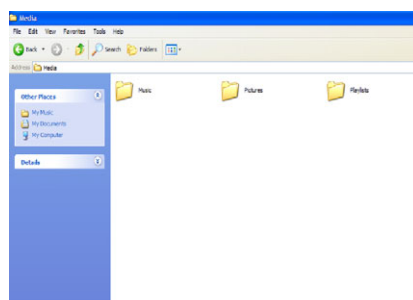 Media
File Edit View Favorites Tools Help
Back Search Folders
Address Media
Other Places
My Music
My Documents
My Computer
Details
Music Pictures Playlists